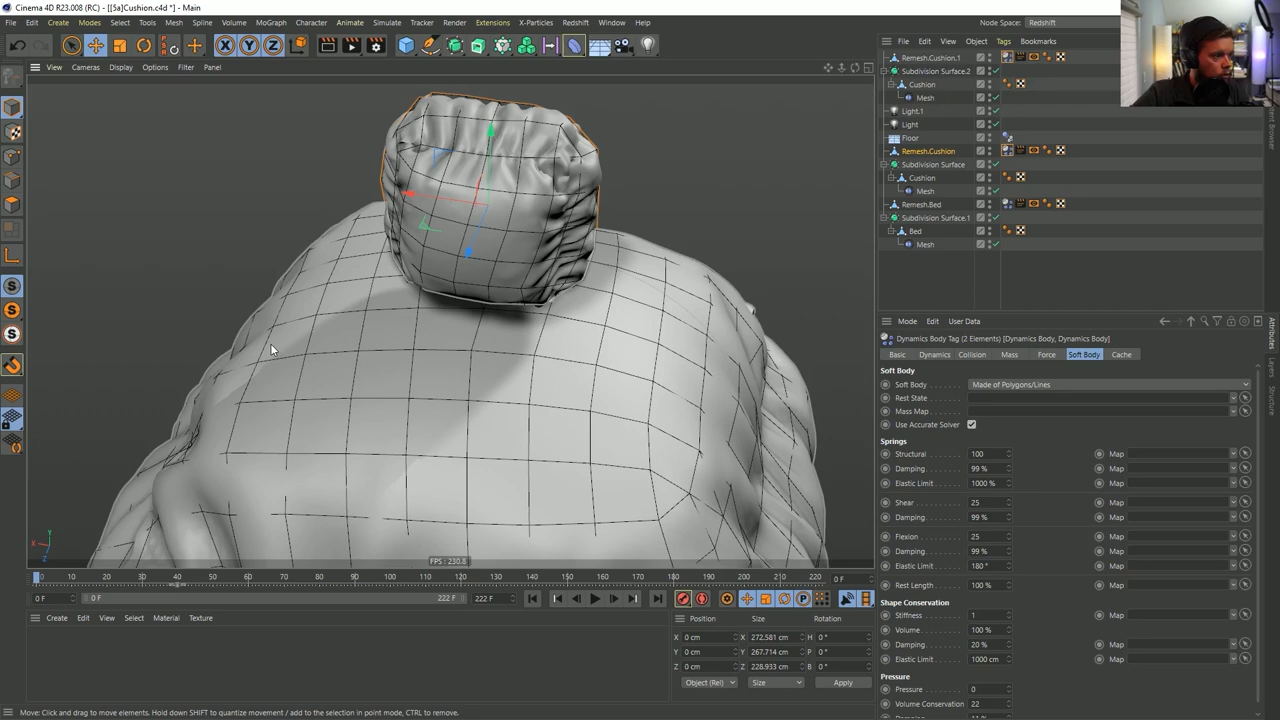 Cinema 4D R23.008 (RC) - [[5a]Cushion.c4d *] - Main
File Edit Create Modes Select Tools Mesh Spline Volume MoGraph Character Animate Simulate Tracker Render Extensions X-Particles Redshift Window Help Node Space: Redshift
File Edit View Object Tags Bookmarks
View Cameras Display Options Filter Panel
Remesh.Cushion.1
Subdivision Surface.2
Cushion
Mesh
Light.1
Light
Floor
Remesh.Cushion
Subdivision Surface
Cushion
Mesh
Remesh.Bed
Subdivision Surface.1
Bed
Mesh
Content Browser
Mode Edit User Data
Dynamics Body Tag (2 Elements) [Dynamics Body, Dynamics Body]
Basic Dynamics Collision Mass Force Soft Body Cache
Soft Body
Soft Body Made of Polygons/Lines
Rest State
Mass Map
Use Accurate Solver
Springs
Structural 100 Map
Damping 99 % Map
Elastic Limit 1000 % Map
Shear 25 Map
Damping 99 % Map
Flexion 25 Map
Damping 99 % Map
Elastic Limit 180 ° Map
Rest Length 100 % Map
Shape Conservation
Stiffness 1 Map
Volume 100 %
Damping 20 % Map
Elastic Limit 1000 cm Map
Pressure
Pressure 0
Volume Conservation 22
Attributes
Layers
Structure
FPS : 230.8
0 10 20 30 40 50 60 70 80 90 100 110 120 130 140 150 160 170 180 190 200 210 220 0 F
0 F 0 F 222 F 222 F
Create Edit View Select Material Texture
Position Size Rotation
X 0 cm X 272.581 cm H 0 °
Y 0 cm Y 267.714 cm P 0 °
Z 0 cm Z 228.933 cm B 0 °
Object (Rel) Size Apply
Move: Click and drag to move elements. Hold down SHIFT to quantize movement / add to the selection in point mode, CTRL to remove.